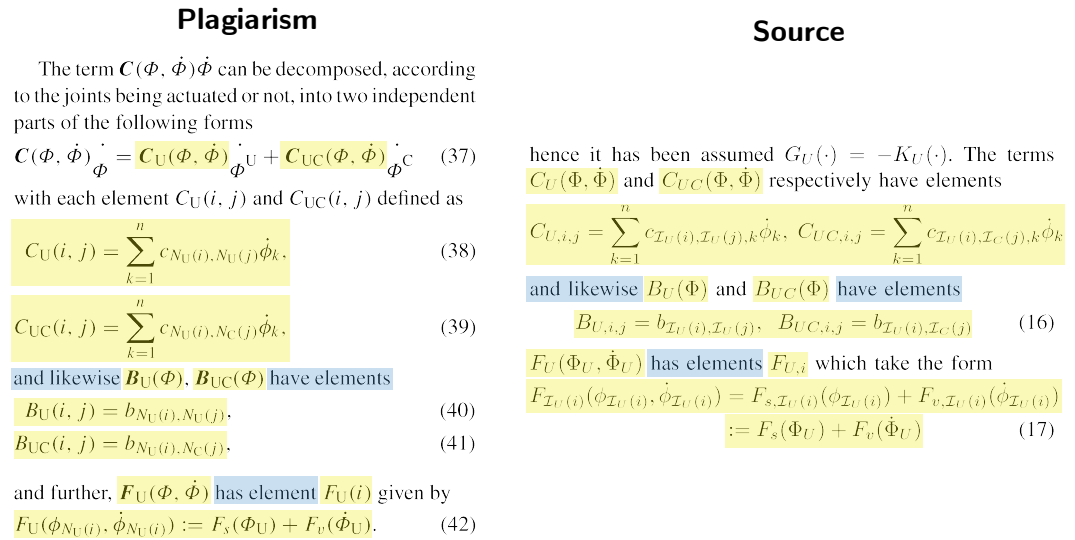 Plagiarism
The term C(Φ, Φ̇)Φ̇ can be decomposed, according
to the joints being actuated or not, into two independent
parts of the following forms
C(Φ, Φ̇)Φ̇ = C_U(Φ, Φ̇)Φ̇_U + C_UC(Φ, Φ̇)Φ̇_C (37)
with each element C_U(i, j) and C_UC(i, j) defined as
C_U(i, j) = ∑_{k=1}^{n} c_{N_U(i),N_U(j)} ϕ̇_k, (38)
C_UC(i, j) = ∑_{k=1}^{n} c_{N_U(i),N_C(j)} ϕ̇_k, (39)
and likewise B_U(Φ), B_UC(Φ) have elements
B_U(i, j) = b_{N_U(i),N_U(j)}, (40)
B_UC(i, j) = b_{N_U(i),N_C(j)}, (41)
and further, F_U(Φ, Φ̇) has element F_U(i) given by
F_U(ϕ_{N_U(i)}, ϕ̇_{N_U(i)}) := F_s(Φ_U) + F_v(Φ̇_U). (42)
Source
hence it has been assumed G_U(·) = −K_U(·). The terms
C_U(Φ, Φ̇) and C_UC(Φ, Φ̇) respectively have elements
C_{U,i,j} = ∑_{k=1}^{n} c_{I_U(i),I_U(j),k} ϕ̇_k, C_{UC,i,j} = ∑_{k=1}^{n} c_{I_U(i),I_C(j),k} ϕ̇_k
and likewise B_U(Φ) and B_UC(Φ) have elements
B_{U,i,j} = b_{I_U(i),I_U(j)}, B_{UC,i,j} = b_{I_U(i),I_C(j)} (16)
F_U(Φ_U, Φ̇_U) has elements F_{U,i} which take the form
F_{I_U(i)}(ϕ_{I_U(i)}, ϕ̇_{I_U(i)}) = F_{s,I_U(i)}(ϕ_{I_U(i)}) + F_{v,I_U(i)}(ϕ̇_{I_U(i)})
:= F_s(Φ_U) + F_v(Φ̇_U) (17)